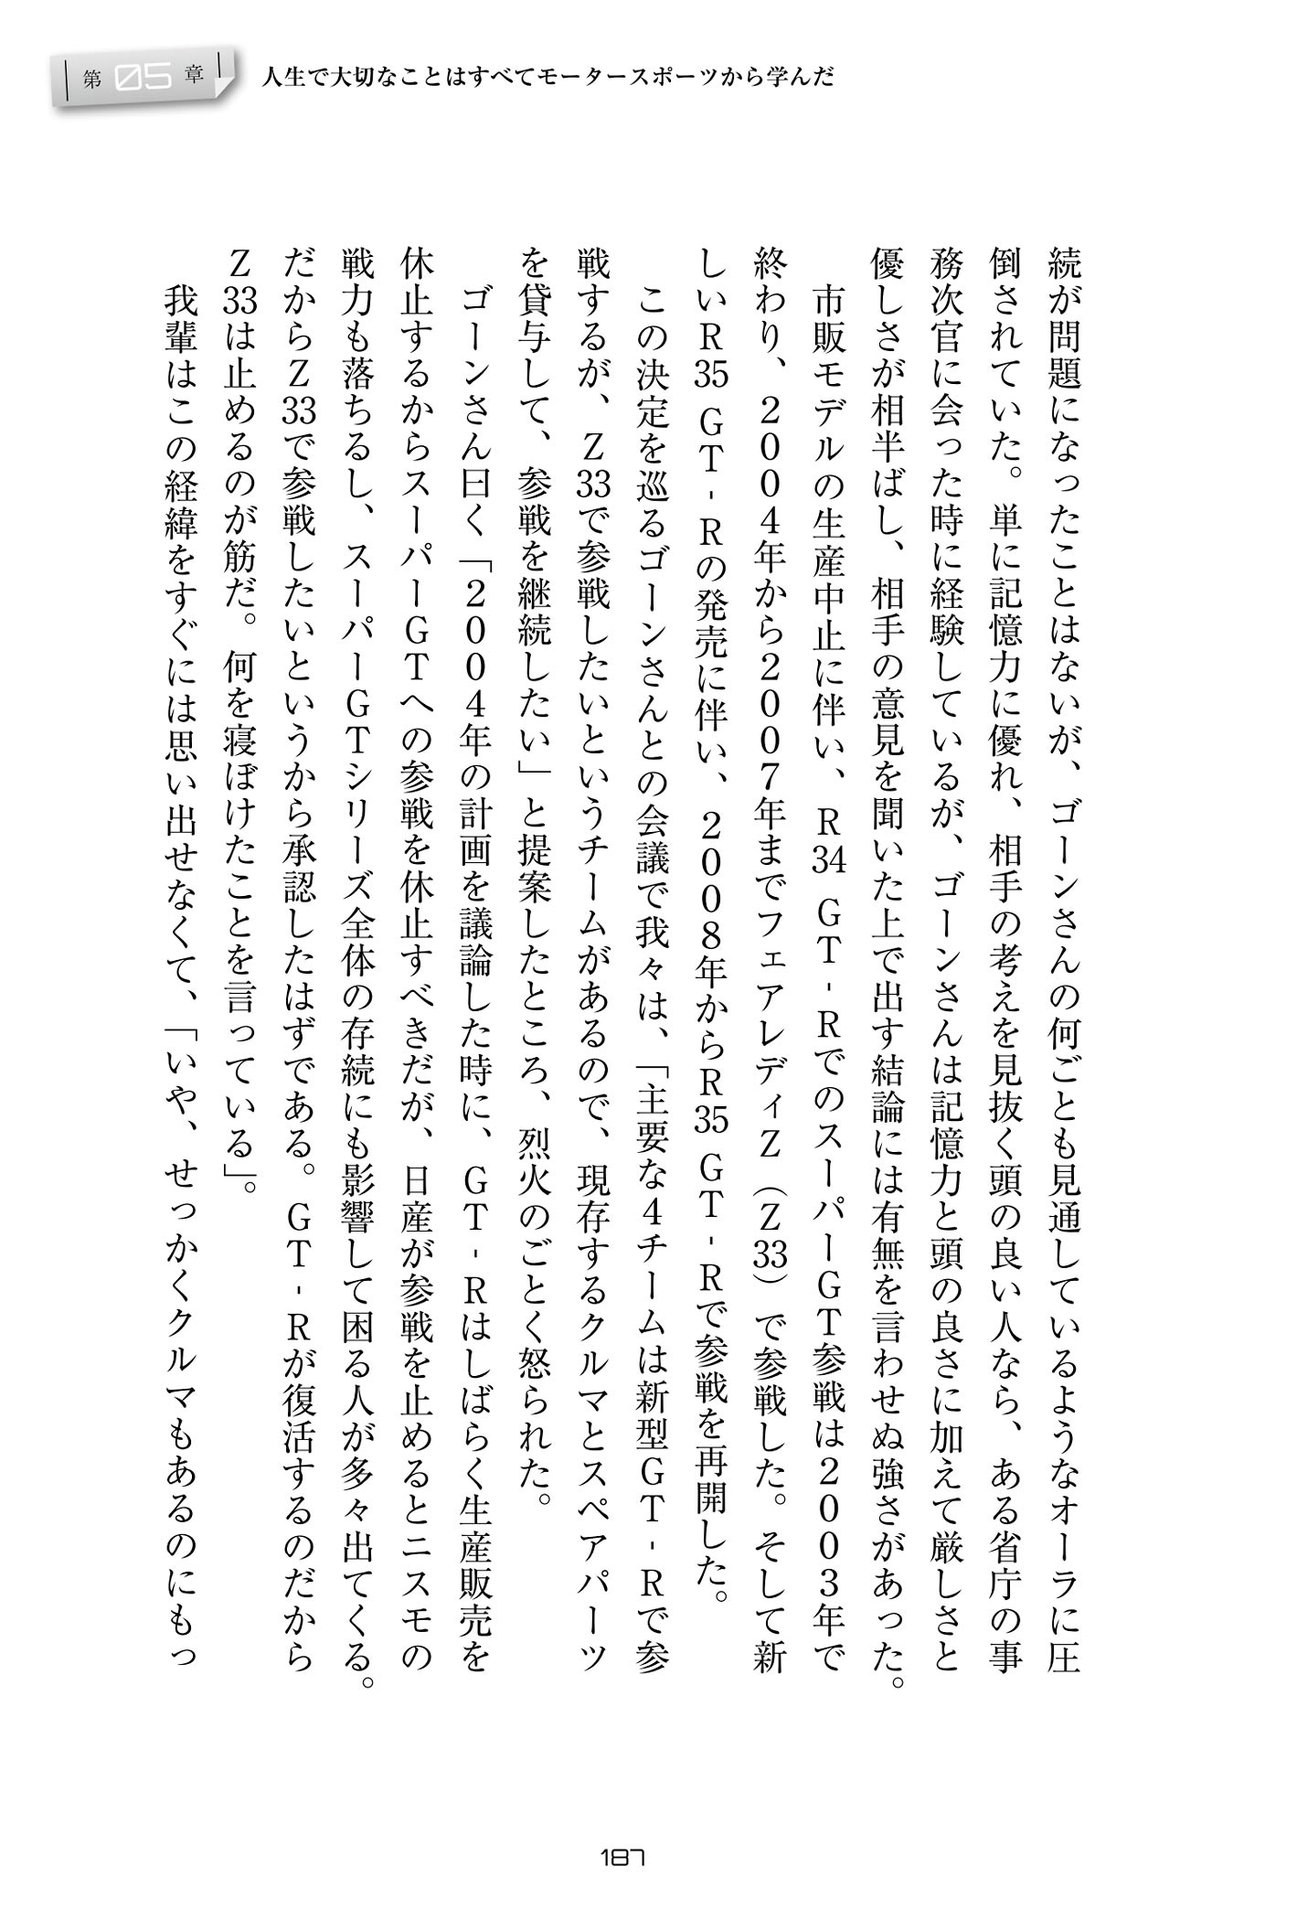 第05章
人生で大切なことはすべてモータースポーツから学んだ
続が問題になったことはないが、ゴーンさんの何ごとも見通しているようなオーラに圧
倒されていた。単に記憶力に優れ、相手の考えを見抜く頭の良い人なら、ある省庁の事
務次官に会った時に経験しているが、ゴーンさんは記憶力と頭の良さに加えて厳しさと
優しさが相半ばし、相手の意見を聞いた上で出す結論には有無を言わせぬ強さがあった。
市販モデルの生産中止に伴い、R34 GT-RでのスーパーGT参戦は2003年で
終わり、2004年から2007年までフェアレディZ（Z33）で参戦した。そして新
しいR35 GT-Rの発売に伴い、2008年からR35 GT-Rで参戦を再開した。
この決定を巡るゴーンさんとの会議で我々は、「主要な4チームは新型GT-Rで参
戦するが、Z33で参戦したいというチームがあるので、現存するクルマとスペアパーツ
を貸与して、参戦を継続したい」と提案したところ、烈火のごとく怒られた。
ゴーンさん曰く「2004年の計画を議論した時に、GT-Rはしばらく生産販売を
休止するからスーパーGTへの参戦を休止すべきだが、日産が参戦を止めるとニスモの
戦力も落ちるし、スーパーGTシリーズ全体の存続にも影響して困る人が多々出てくる。
だからZ33で参戦したいというから承認したはずである。GT-Rが復活するのだから
Z33は止めるのが筋だ。何を寝ぼけたことを言っている」。
我輩はこの経緯をすぐには思い出せなくて、「いや、せっかくクルマもあるのにもっ
187